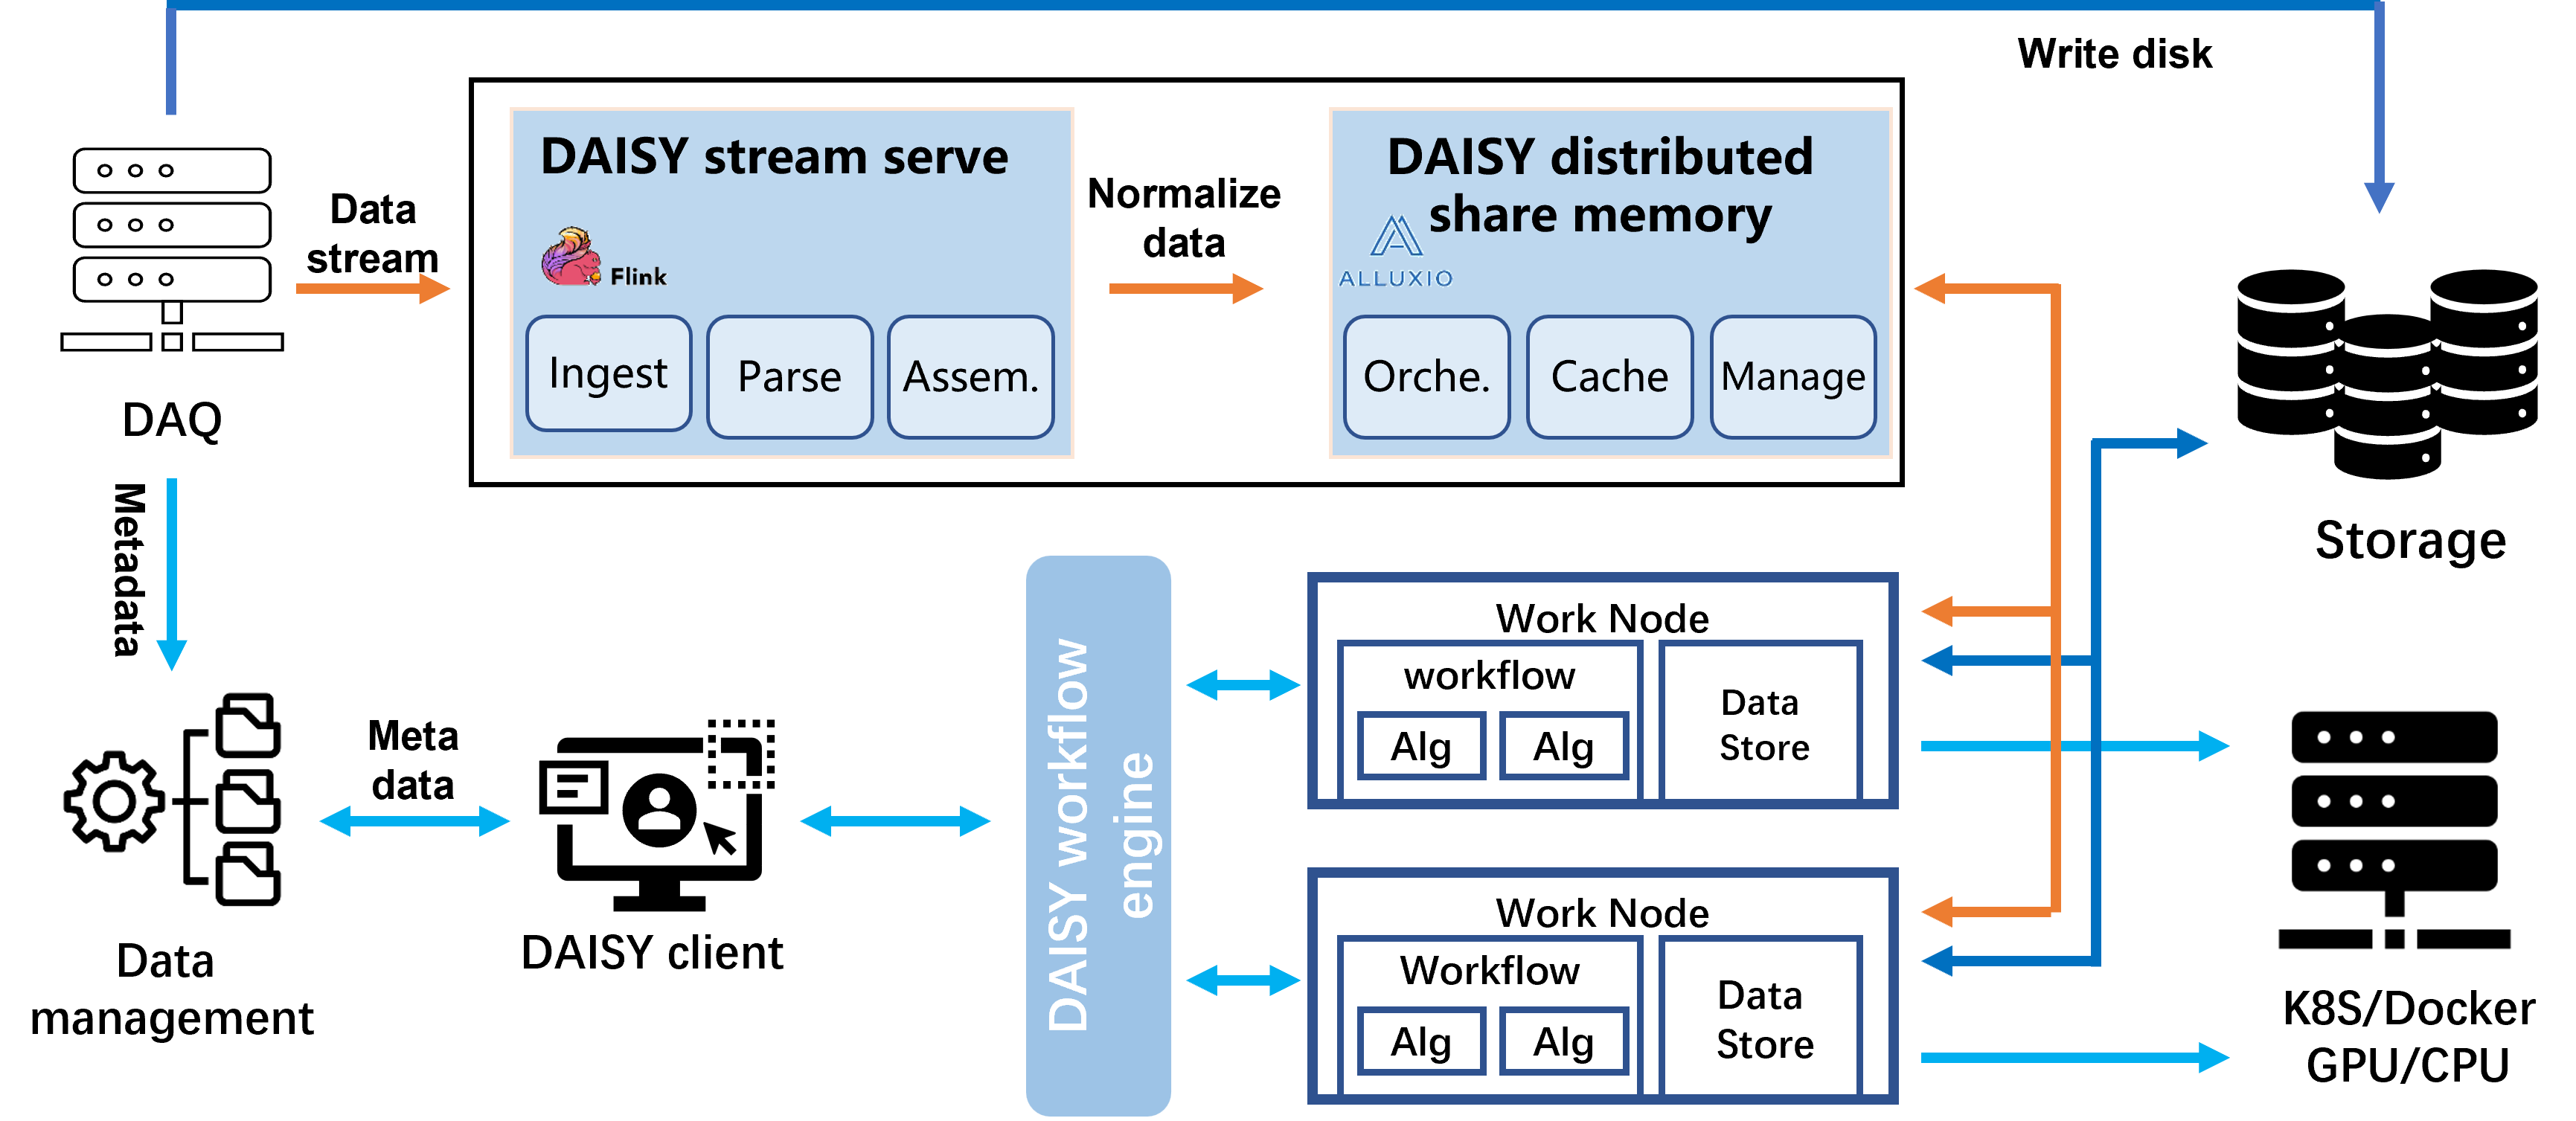 Write disk
DAISY stream serve
DAISY distributed
share memory
Data
stream
Normalize
data
Flink
ALLUXIO
Ingest
Parse
Assem.
Orche.
Cache
Manage
DAQ
Storage
Metadata
Meta
data
Data
management
DAISY client
DAISY workflow
engine
Work Node
workflow
Alg
Alg
Data
Store
Work Node
Workflow
Alg
Alg
Data
Store
K8S/Docker
GPU/CPU